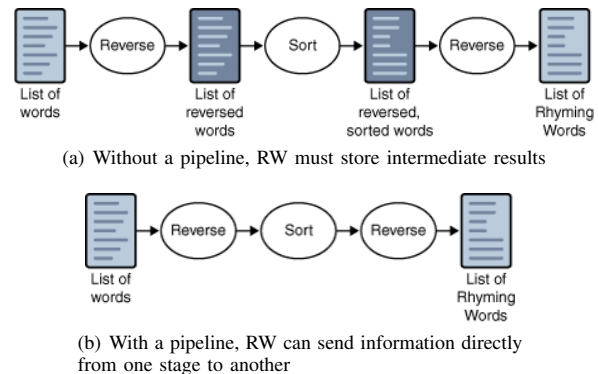 Reverse
Sort
Reverse
List of
words
List of
reversed
words
List of
reversed,
sorted words
List of
Rhyming
Words
(a) Without a pipeline, RW must store intermediate results
Reverse
Sort
Reverse
List of
words
List of
Rhyming
Words
(b) With a pipeline, RW can send information directly
from one stage to another